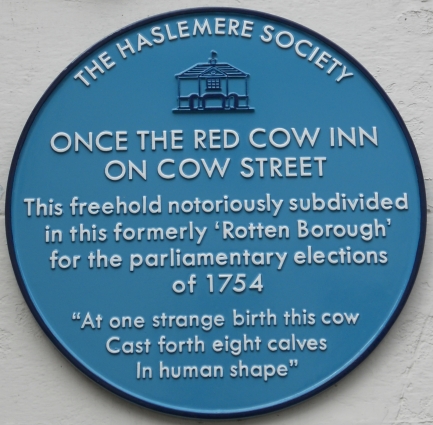 THE HASLEMERE SOCIETY
ONCE THE RED COW INN
ON COW STREET
This freehold notoriously subdivided
in this formerly ‘Rotten Borough’
for the parliamentary elections
of 1754
“At one strange birth this cow
Cast forth eight calves
In human shape”